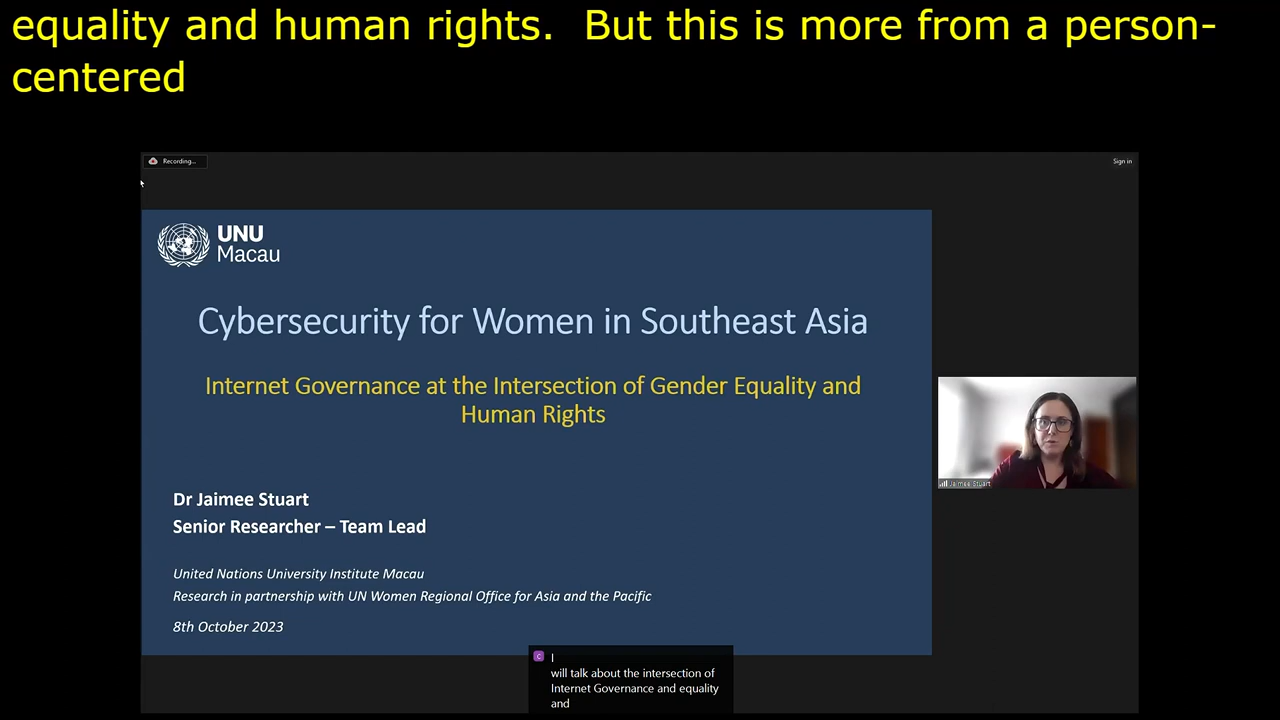 equality and human rights.  But this is more from a person-
centered
Recording...
Sign in
UNU
Macau
Cybersecurity for Women in Southeast Asia
Internet Governance at the Intersection of Gender Equality and
Human Rights
Dr Jaimee Stuart
Senior Researcher – Team Lead
United Nations University Institute Macau
Research in partnership with UN Women Regional Office for Asia and the Pacific
8th October 2023
Jaimee Stuart
C
I
will talk about the intersection of
Internet Governance and equality
and